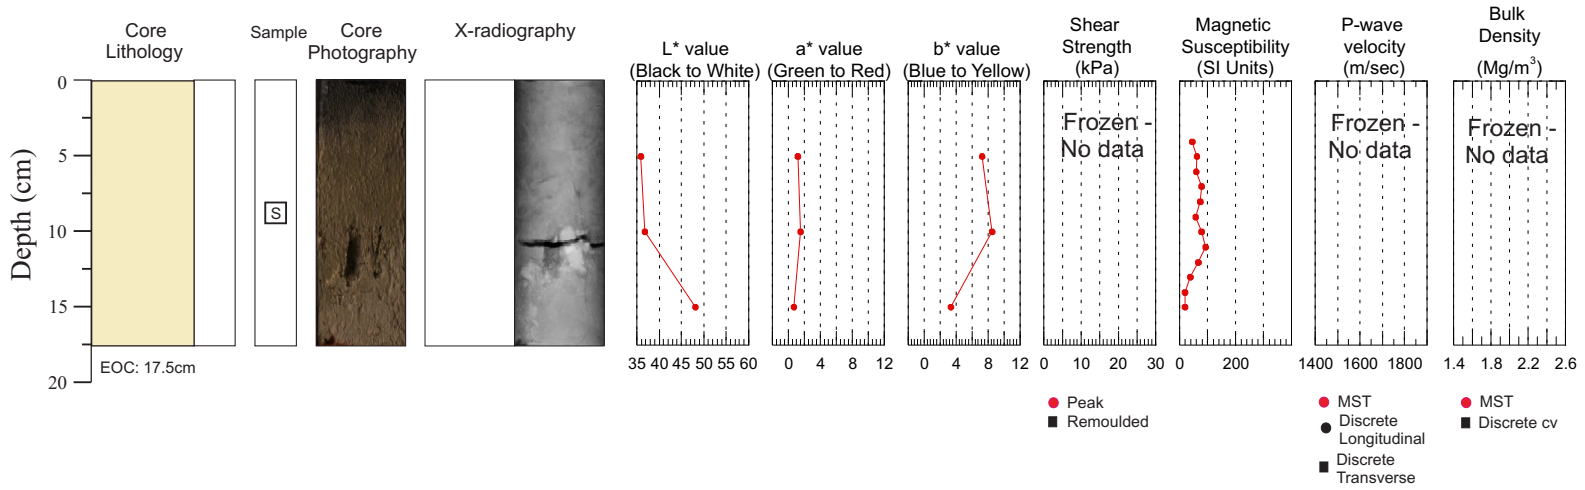 Core
Lithology
Sample
Core
Photography
X-radiography
L* value
(Black to White)
a* value
(Green to Red)
b* value
(Blue to Yellow)
Shear
Strength
(kPa)
Magnetic
Susceptibility
(SI Units)
P-wave
velocity
(m/sec)
Bulk
Density
(Mg/m³)
Depth (cm)
0
5
10
15
20
S
EOC: 17.5cm
Frozen -
No data
Frozen -
No data
Frozen -
No data
35 40 45 50 55 60
0 4 8 12
0 4 8 12
0 10 20 30
0 200
1400 1600 1800
1.4 1.8 2.2 2.6
Peak
Remoulded
MST
Discrete
Longitudinal
Discrete
Transverse
MST
Discrete cv